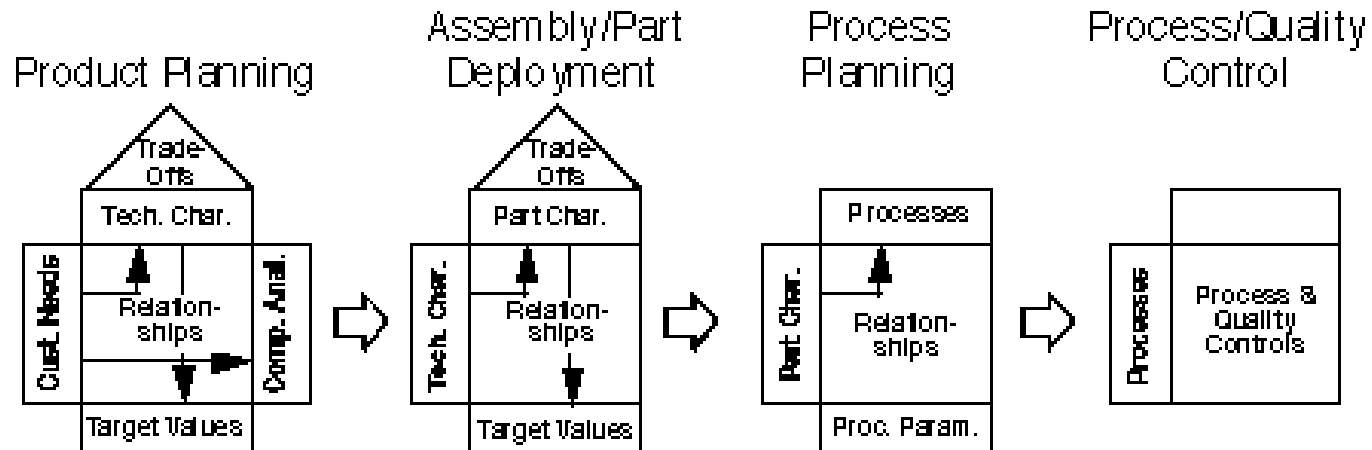 Product Planning
Assembly/Part
Deployment
Process
Planning
Process/Quality
Control
Trade-
Offs
Tech. Char.
Cust. Needs
Relation-
ships
Comp. Anal.
Target Values
Trade-
Offs
Part Char.
Tech. Char.
Relation-
ships
Target Values
Processes
Part Char.
Relation-
ships
Proc. Param.
Processes
Process &
Quality
Controls